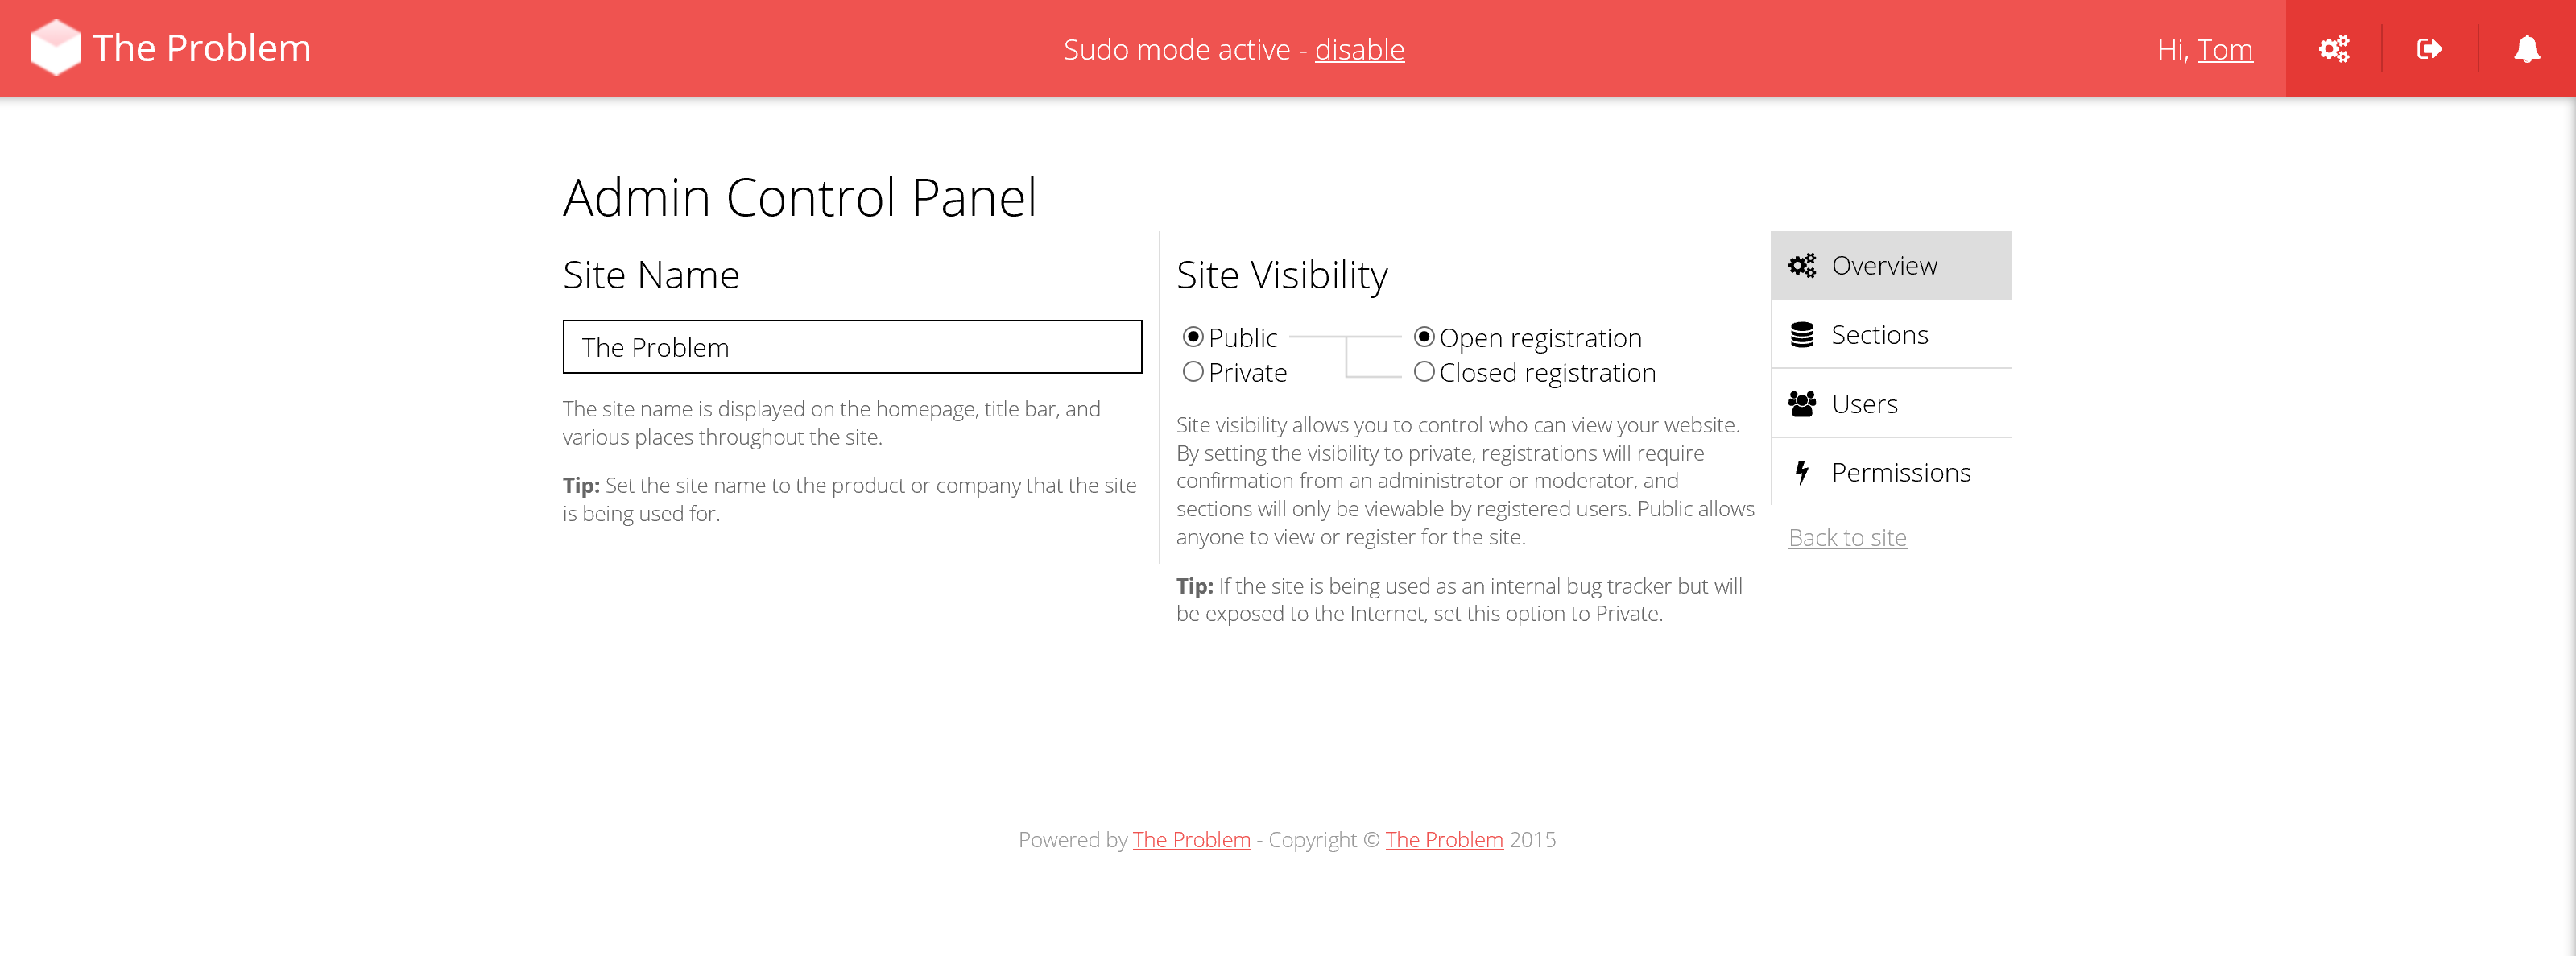 The Problem
Sudo mode active - disable
Hi, Tom
Admin Control Panel
Site Name
The Problem
The site name is displayed on the homepage, title bar, and
various places throughout the site.
Tip: Set the site name to the product or company that the site
is being used for.
Site Visibility
Public
Private
Open registration
Closed registration
Site visibility allows you to control who can view your website.
By setting the visibility to private, registrations will require
confirmation from an administrator or moderator, and
sections will only be viewable by registered users. Public allows
anyone to view or register for the site.
Tip: If the site is being used as an internal bug tracker but will
be exposed to the Internet, set this option to Private.
Overview
Sections
Users
Permissions
Back to site
Powered by The Problem - Copyright © The Problem 2015